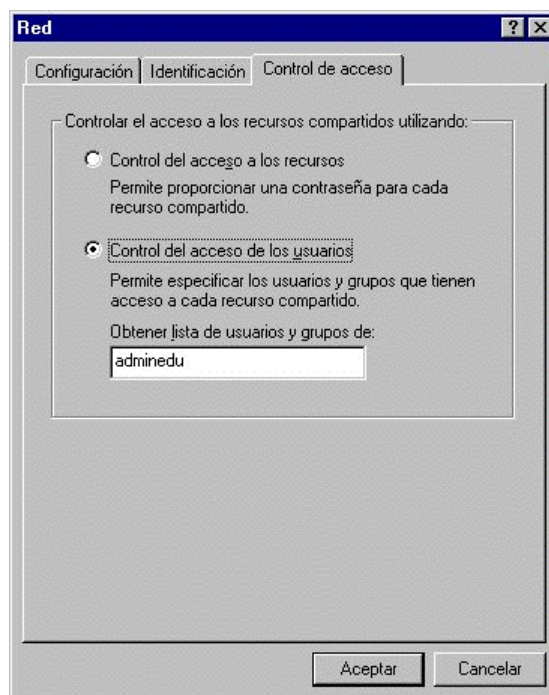 Red
Configuración Identificación Control de acceso
Controlar el acceso a los recursos compartidos utilizando:
Control del acceso a los recursos
Permite proporcionar una contraseña para cada
recurso compartido.
Control del acceso de los usuarios
Permite especificar los usuarios y grupos que tienen
acceso a cada recurso compartido.
Obtener lista de usuarios y grupos de:
adminedu
Aceptar Cancelar